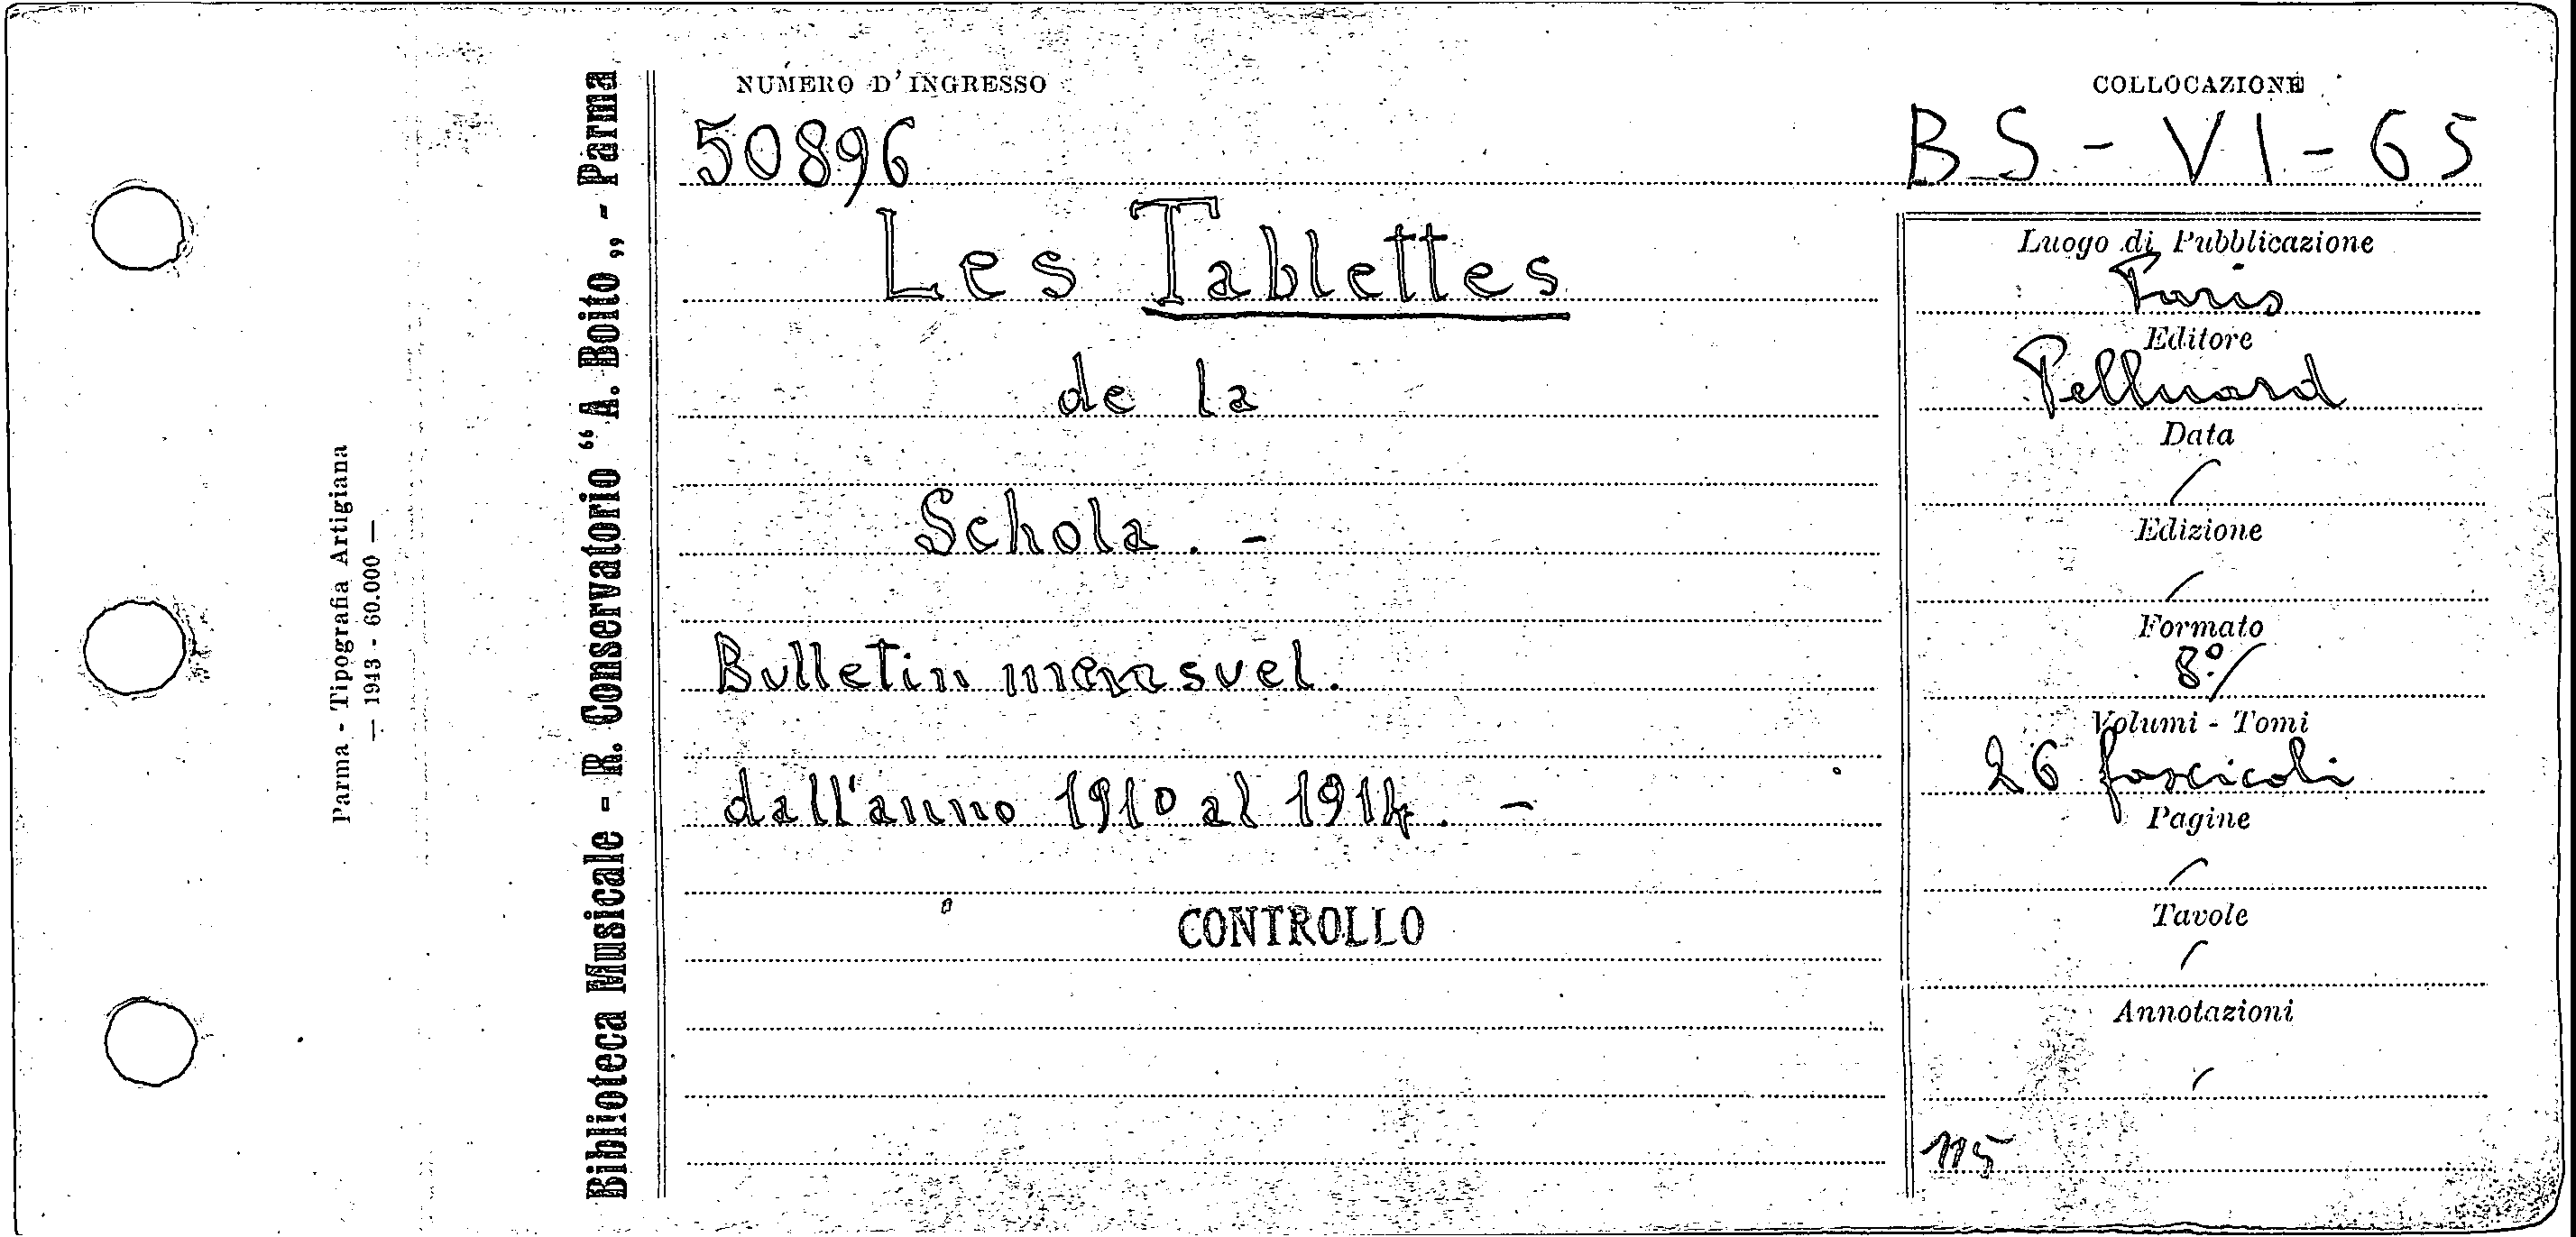 Parma - Tipografia Artigiana
— 1943 - 60.000 —
Biblioteca Musicale - R. Conservatorio “A. Boito„ - Parma
NUMERO D'INGRESSO
50896
COLLOCAZIONE
BS - VI - 65
Les Tablettes
de la
Schola. -
Bulletin mensuel.
dall'anno 1910 al 1914. -
CONTROLLO
Luogo di Pubblicazione
Paris
Editore
Pelluard
Data
Edizione
Formato
8°
Volumi - Tomi
26 fascicoli
Pagine
Tavole
Annotazioni
115